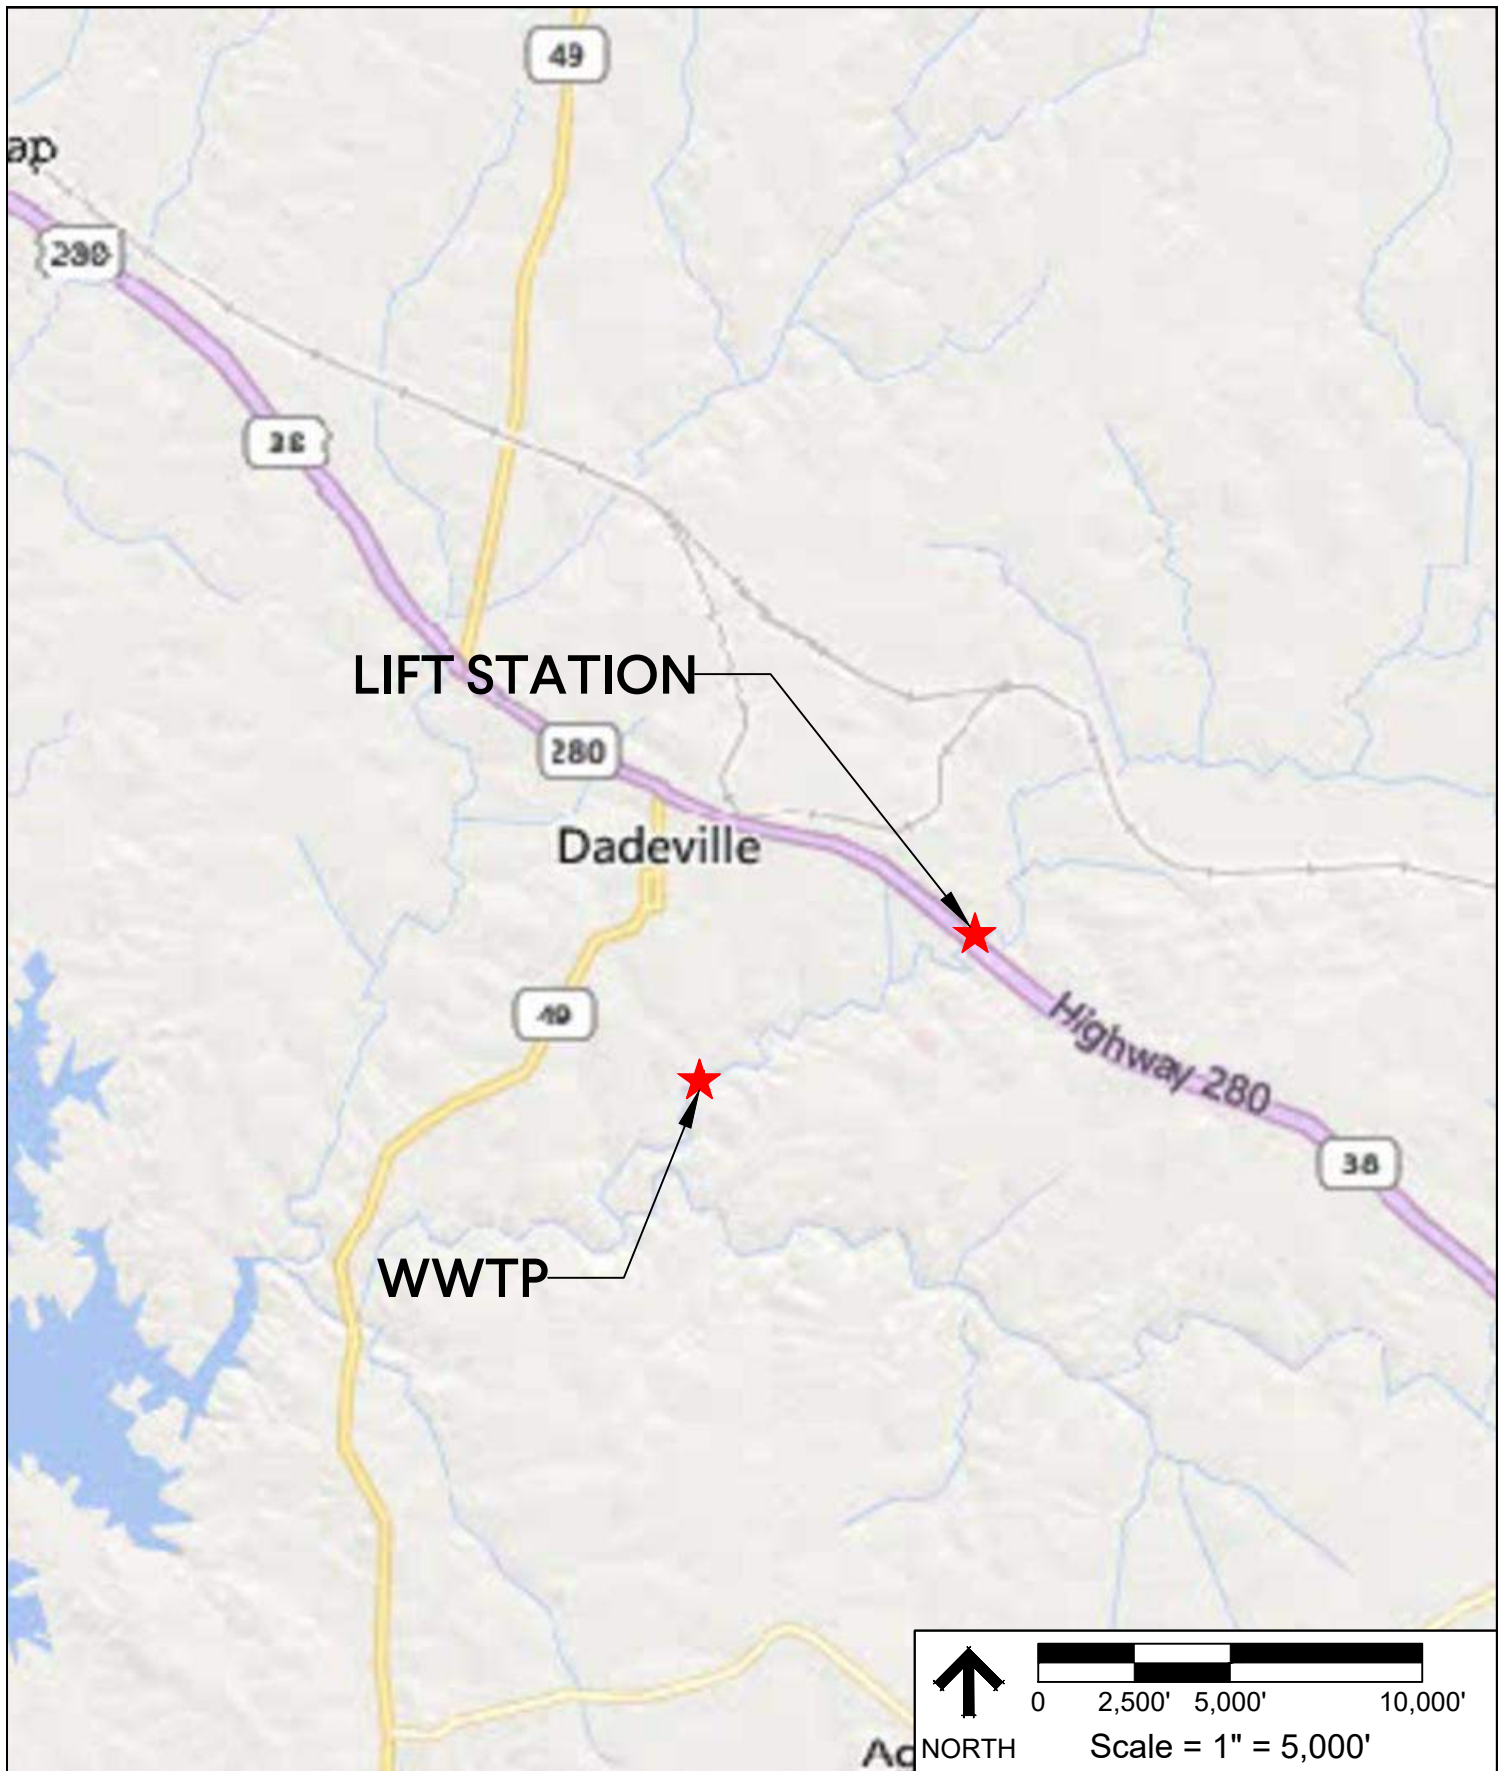 49
ap
280
38
LIFT STATION
280
Dadeville
49
Highway 280
38
WWTP
Ac
NORTH
0 2,500' 5,000' 10,000'
Scale = 1" = 5,000'